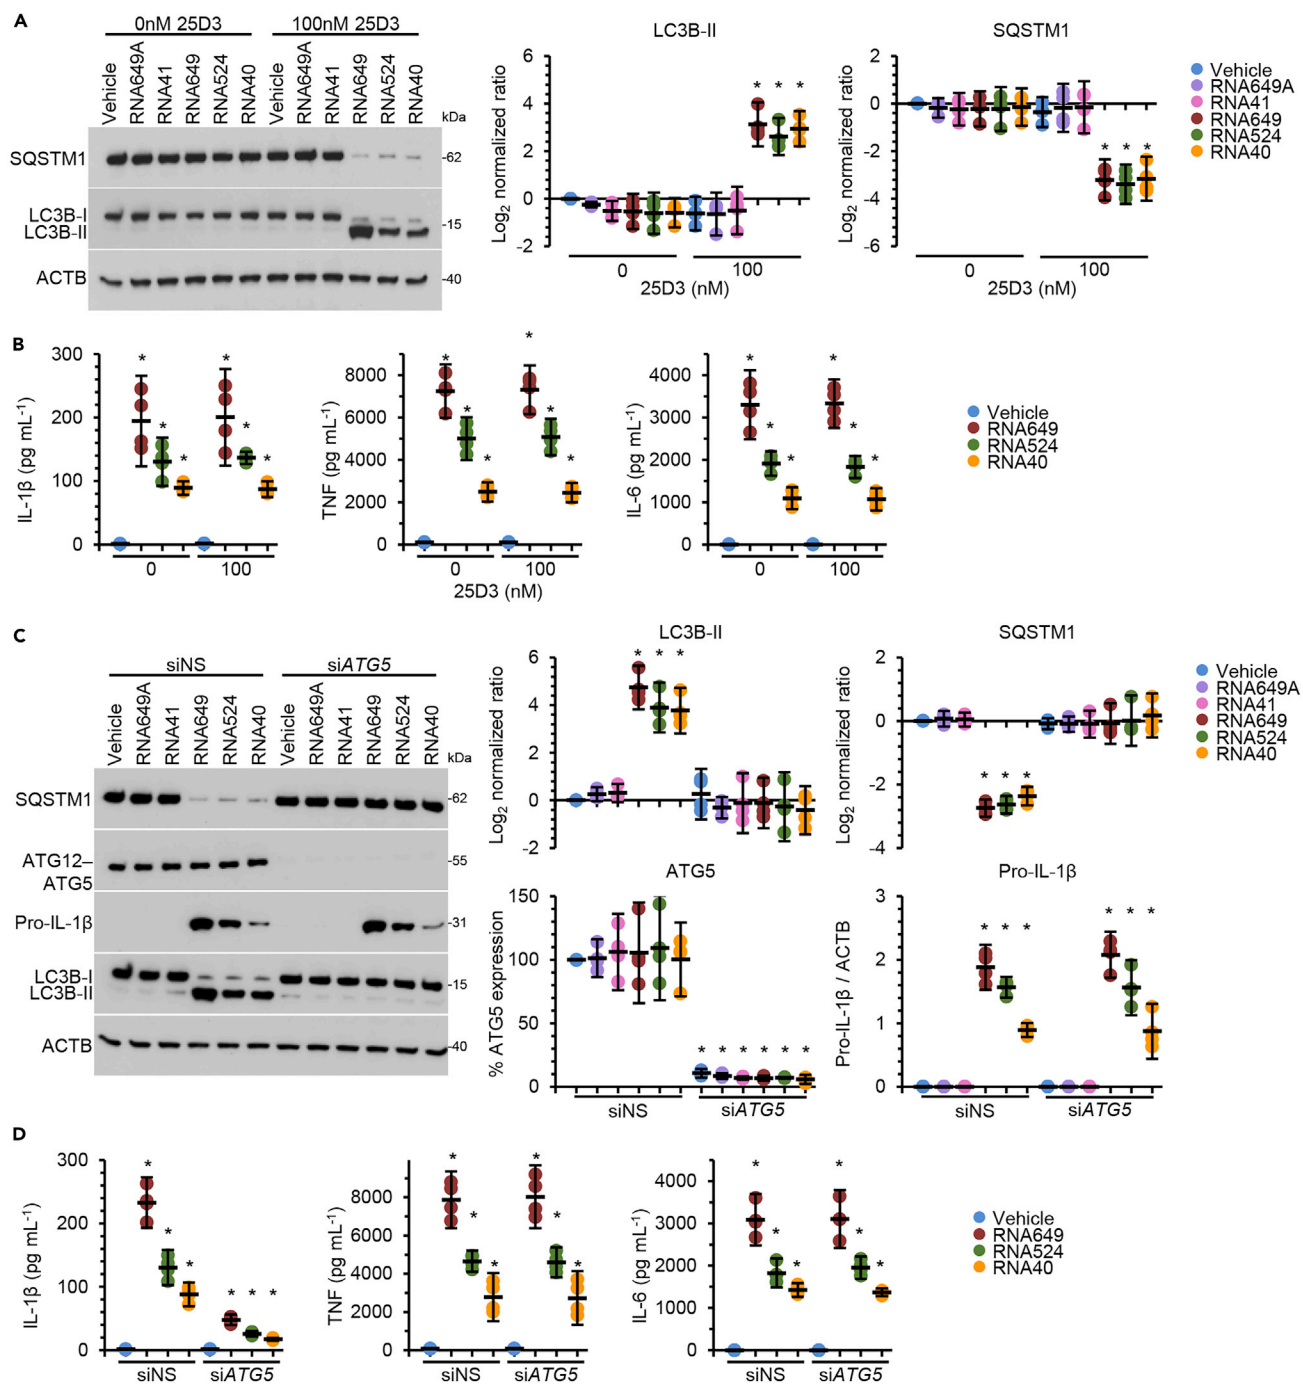 A
0nM 25D3 100nM 25D3
Vehicle RNA649A RNA41 RNA649 RNA524 RNA40 Vehicle RNA649A RNA41 RNA649 RNA524 RNA40
kDa
SQSTM1 -62
LC3B-I
LC3B-II -15
ACTB -40
LC3B-II
Log2 normalized ratio
6
4
2
0
-2
* * *
0 100
25D3 (nM)
SQSTM1
Log2 normalized ratio
2
0
-2
-4
-6
* * *
0 100
25D3 (nM)
Vehicle
RNA649A
RNA41
RNA649
RNA524
RNA40
B
IL-1β (pg mL-1)
300
200
100
0
* * * * * *
0 100
TNF (pg mL-1)
8000
6000
4000
2000
0
* * * * * *
0 100
25D3 (nM)
IL-6 (pg mL-1)
4000
3000
2000
1000
0
* * * * * *
0 100
Vehicle
RNA649
RNA524
RNA40
C
siNS siATG5
Vehicle RNA649A RNA41 RNA649 RNA524 RNA40 Vehicle RNA649A RNA41 RNA649 RNA524 RNA40
kDa
SQSTM1 -62
ATG12–
ATG5 -55
Pro-IL-1β -31
LC3B-I
LC3B-II -15
ACTB -40
LC3B-II
Log2 normalized ratio
6
4
2
0
-2
* * *
SQSTM1
Log2 normalized ratio
2
0
-2
-4
* * *
Vehicle
RNA649A
RNA41
RNA649
RNA524
RNA40
ATG5
% ATG5 expression
150
100
50
0
* * * * * *
siNS siATG5
Pro-IL-1β
Pro-IL-1β / ACTB
3
2
1
0
* * * * * *
siNS siATG5
D
IL-1β (pg mL-1)
300
200
100
0
* * * * * *
siNS siATG5
TNF (pg mL-1)
8000
6000
4000
2000
0
* * * * * *
siNS siATG5
IL-6 (pg mL-1)
4000
3000
2000
1000
0
* * * * * *
siNS siATG5
Vehicle
RNA649
RNA524
RNA40